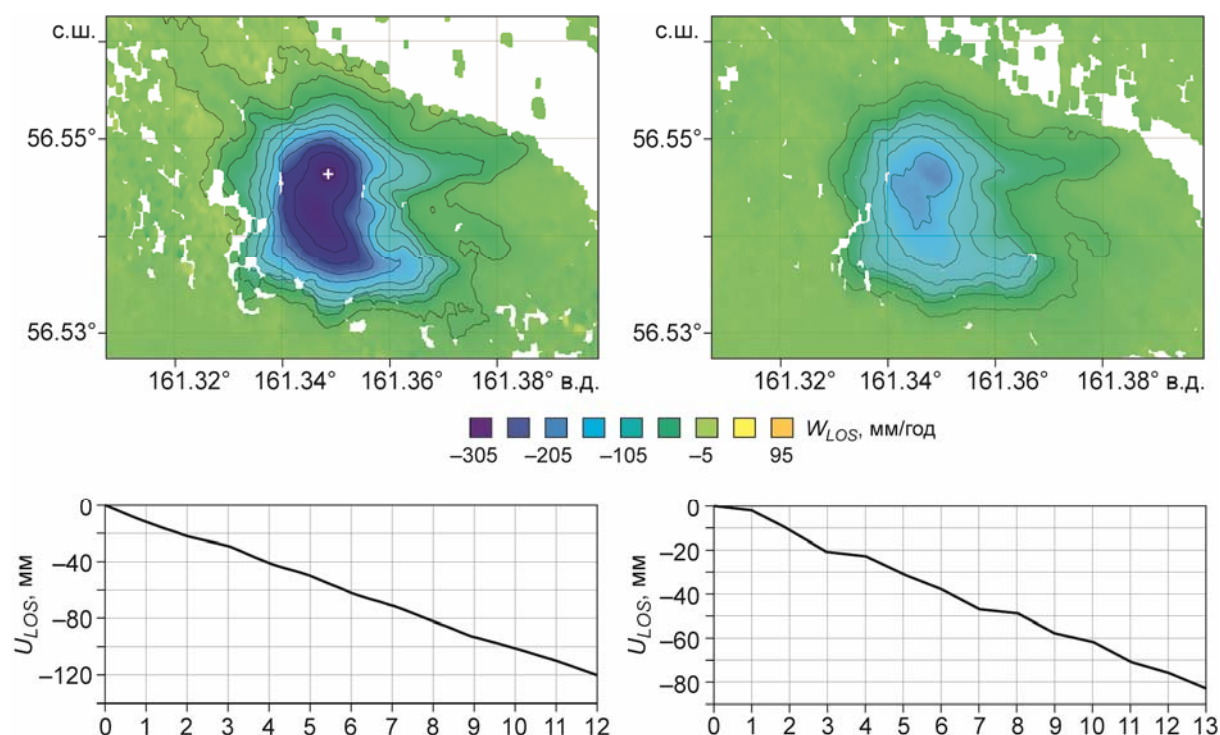 с.ш.
56.55°
56.53°
161.32° 161.34° 161.36° 161.38° в.д.
с.ш.
56.55°
56.53°
161.32° 161.34° 161.36° 161.38° в.д.
W_LOS, мм/год
–305 –205 –105 –5 95
U_LOS, мм
0
–40
–80
–120
0 1 2 3 4 5 6 7 8 9 10 11 12
U_LOS, мм
0
–20
–40
–60
–80
0 1 2 3 4 5 6 7 8 9 10 11 12 13